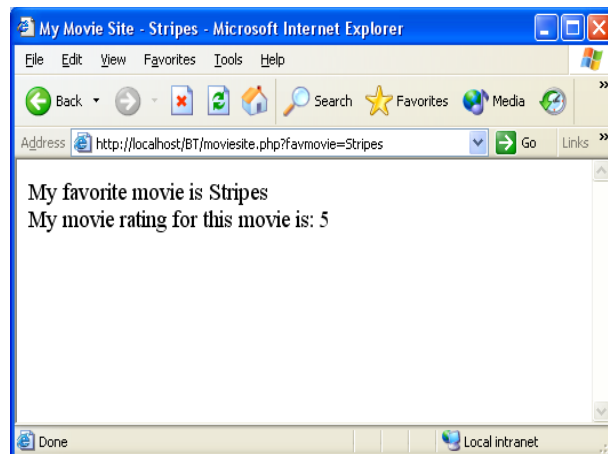 My Movie Site - Stripes - Microsoft Internet Explorer
File Edit View Favorites Tools Help
Back Search Favorites Media »
Address http://localhost/BT/moviesite.php?favmovie=Stripes Go Links »
My favorite movie is Stripes
My movie rating for this movie is: 5
Done Local intranet